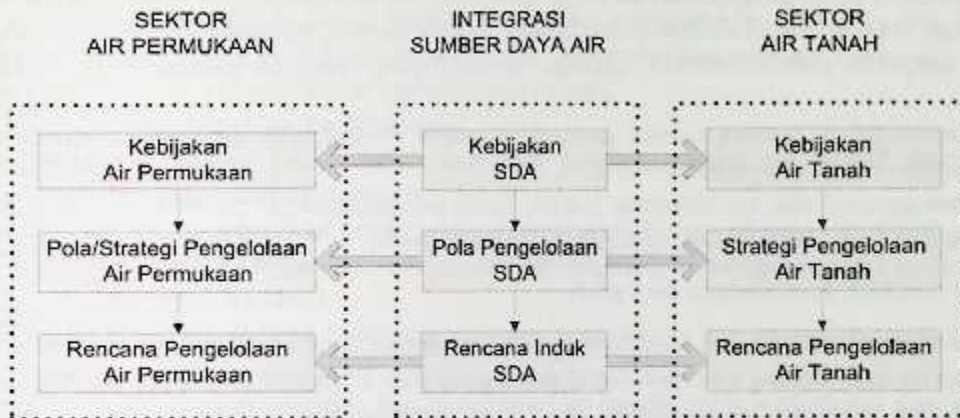 SEKTOR
AIR PERMUKAAN
INTEGRASI
SUMBER DAYA AIR
SEKTOR
AIR TANAH
Kebijakan
Air Permukaan
Kebijakan
SDA
Kebijakan
Air Tanah
Pola/Strategi Pengelolaan
Air Permukaan
Pola Pengelolaan
SDA
Strategi Pengelolaan
Air Tanah
Rencana Pengelolaan
Air Permukaan
Rencana Induk
SDA
Rencana Pengelolaan
Air Tanah